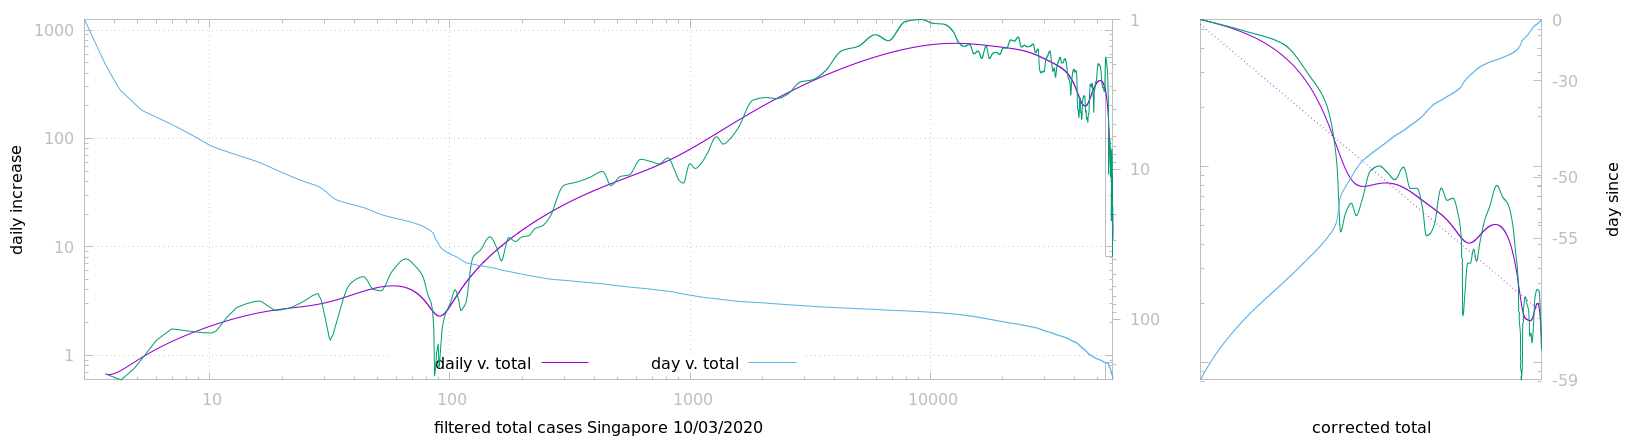 1000
100
10
1
daily increase
10
100
1000
10000
filtered total cases Singapore 10/03/2020
daily v. total
day v. total
1
10
100
0
-30
-50
-55
-59
day since
corrected total